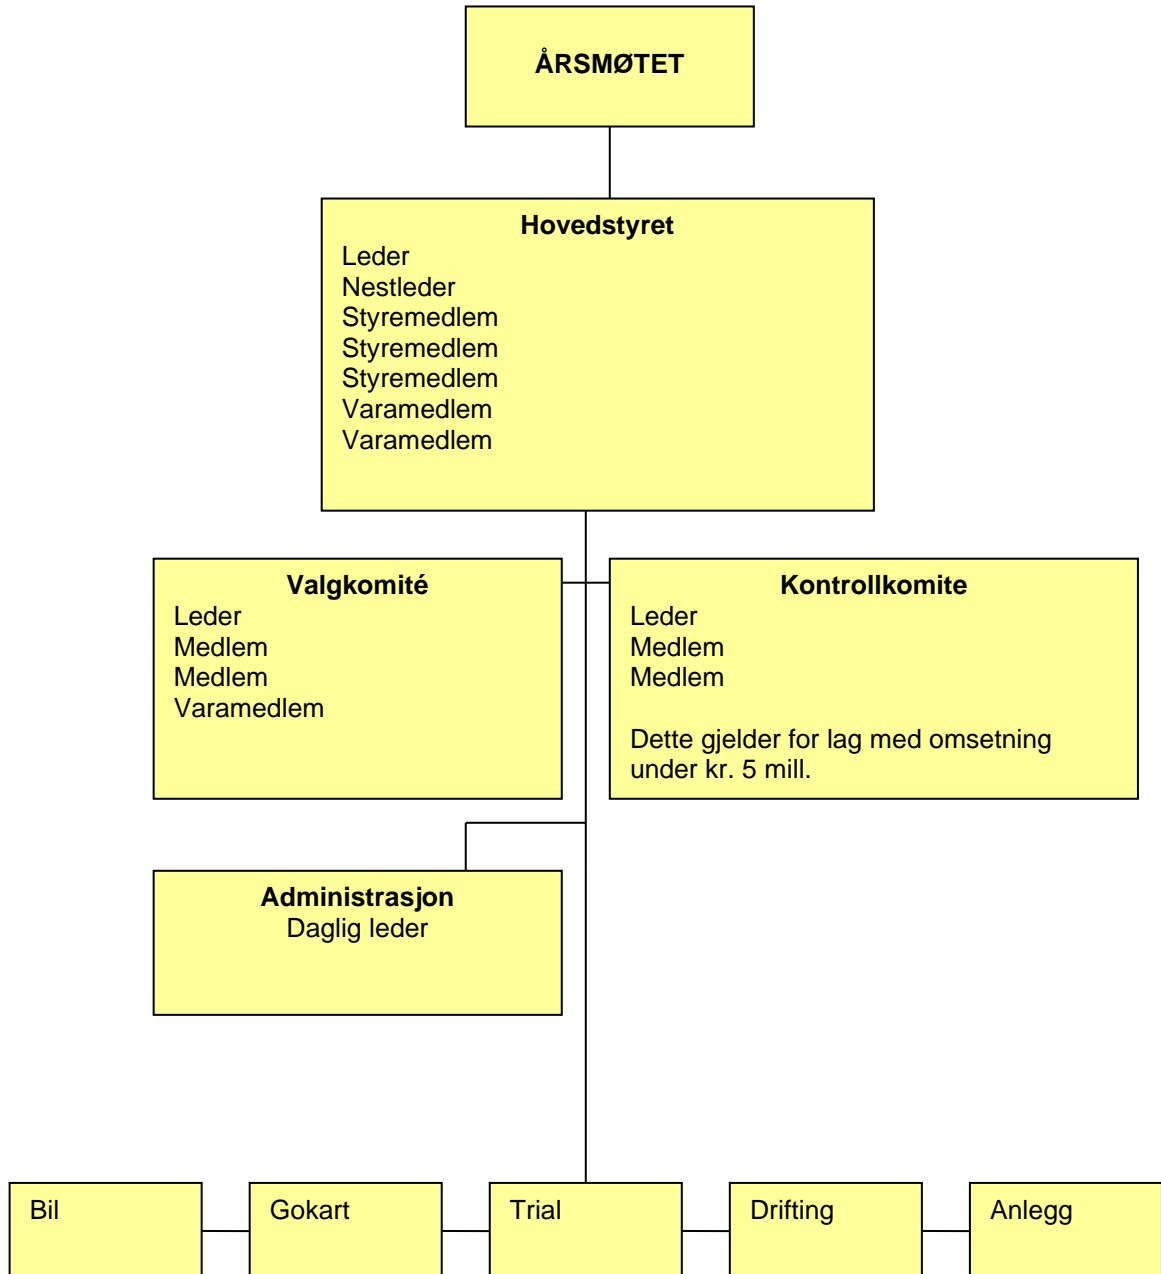 ÅRSMØTET
Hovedstyret
Leder
Nestleder
Styremedlem
Styremedlem
Styremedlem
Varamedlem
Varamedlem
Valgkomité
Leder
Medlem
Medlem
Varamedlem
Kontrollkomite
Leder
Medlem
Medlem
Dette gjelder for lag med omsetning
under kr. 5 mill.
Administrasjon
Daglig leder
Bil
Gokart
Trial
Drifting
Anlegg